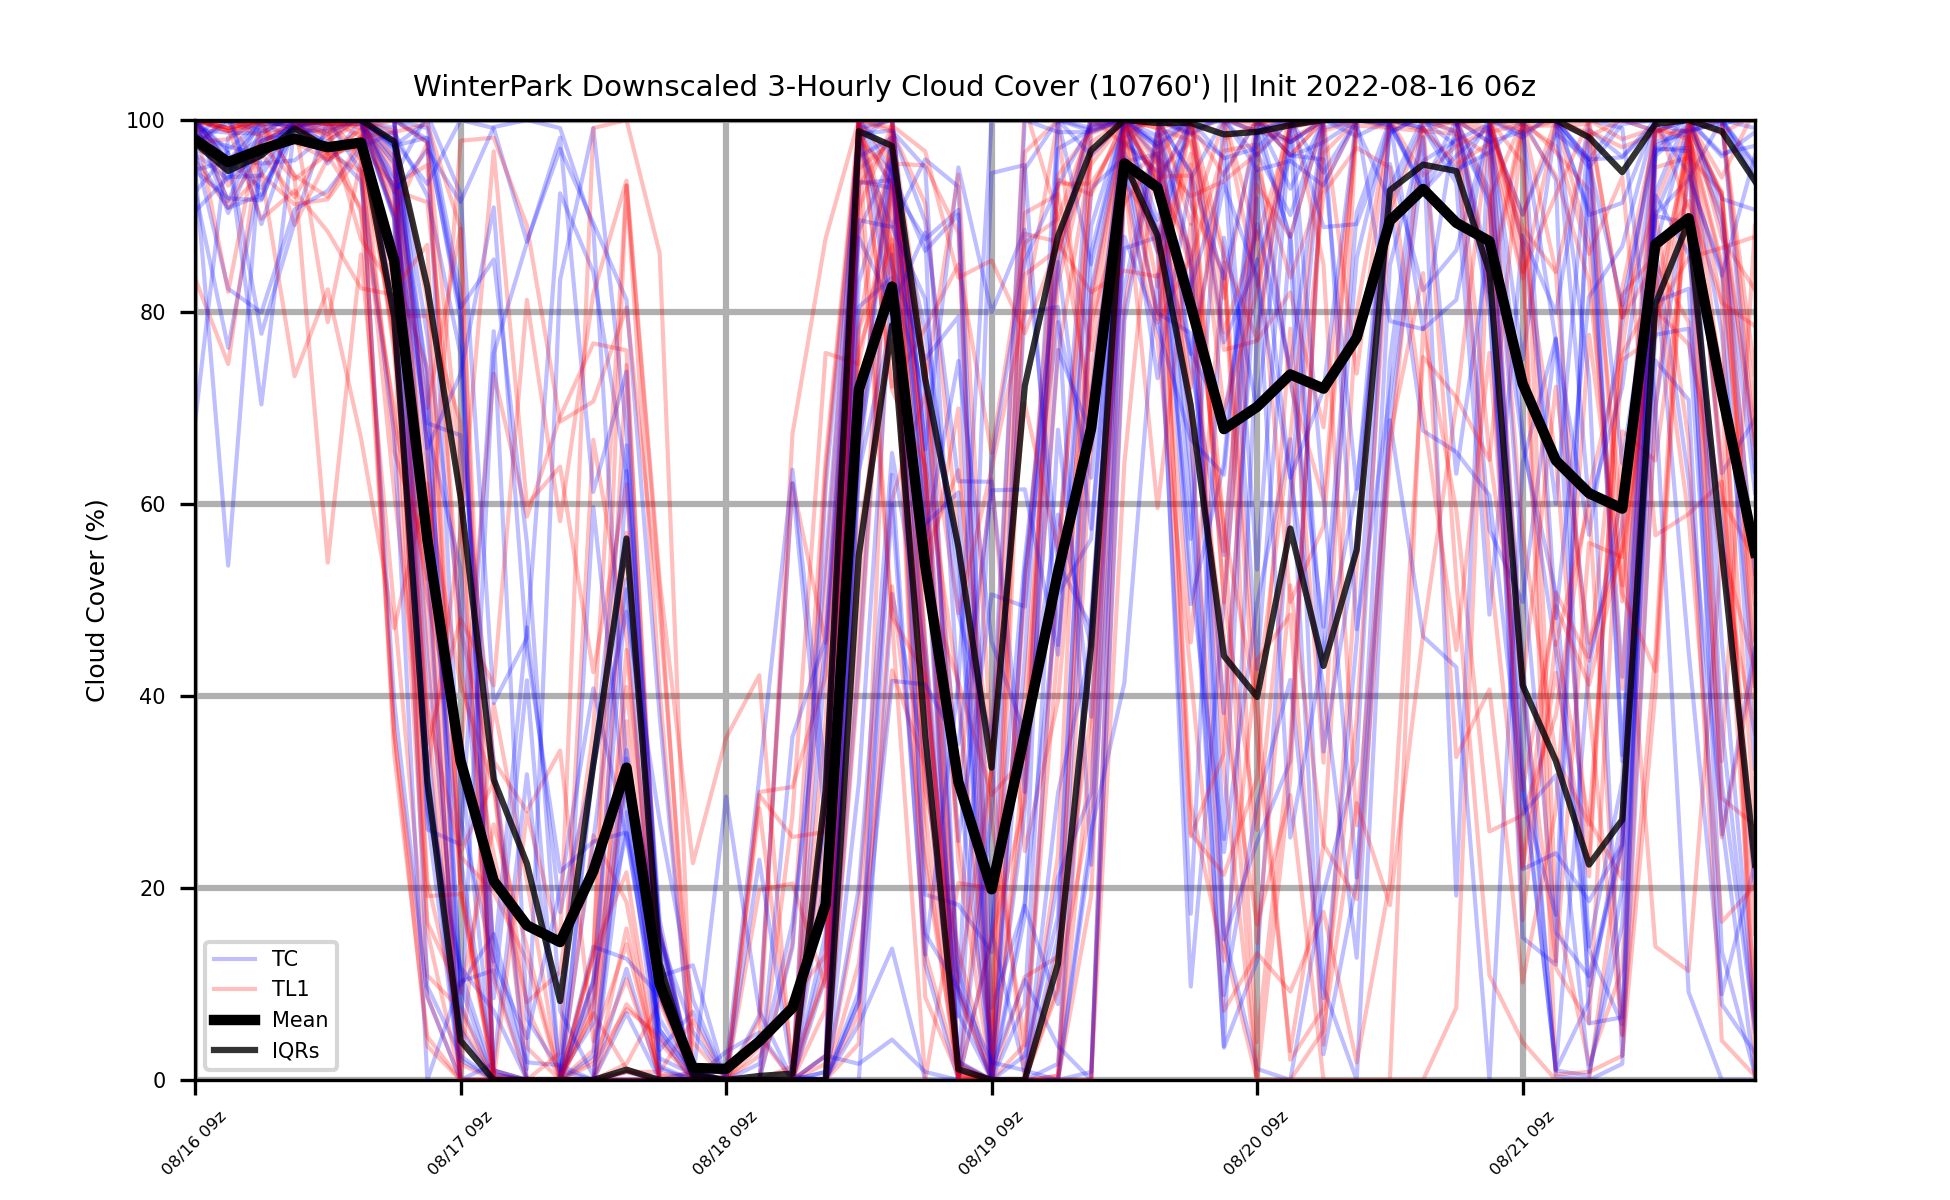 WinterPark Downscaled 3-Hourly Cloud Cover (10760') || Init 2022-08-16 06z
Cloud Cover (%)
100
80
60
40
20
0
TC
TL1
Mean
IQRs
08/16 09z
08/17 09z
08/18 09z
08/19 09z
08/20 09z
08/21 09z